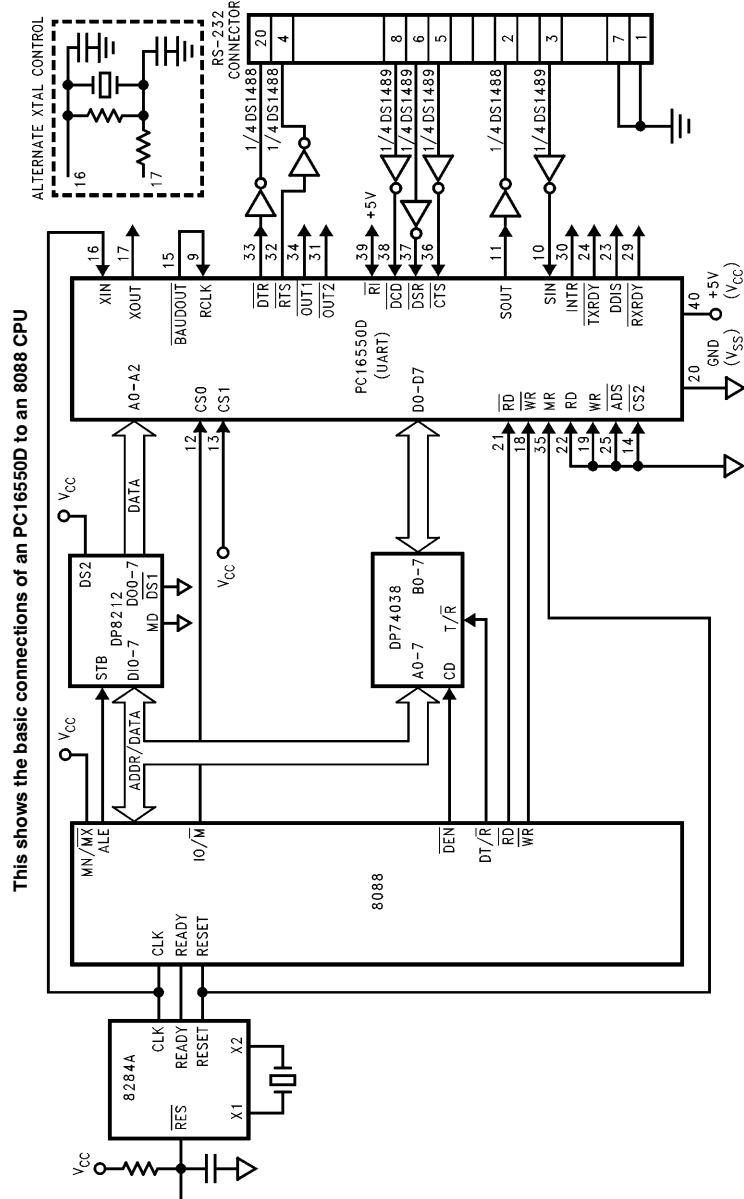 This shows the basic connections of an PC16550D to an 8088 CPU
ALTERNATE XTAL CONTROL
16
17
RS-232
CONNECTOR
20
4
8
6
5
2
3
7
1
1/4 DS1488
1/4 DS1488
1/4 DS1489
1/4 DS1489
1/4 DS1489
1/4 DS1488
1/4 DS1489
+5V
16
17
15
9
33
32
34
31
39
38
37
36
11
10
30
24
23
29
XIN
XOUT
BAUDOUT
RCLK
DTR
RTS
OUT1
OUT2
RI
DCD
DSR
CTS
SOUT
SIN
INTR
TXRDY
DDIS
RXRDY
PC16550D
(UART)
A0-A2
CS0
CS1
D0-D7
RD
WR
MR
RD
WR
ADS
CS2
12
13
21
18
35
22
19
25
14
20
GND
(VSS)
40
+5V
(VCC)
VCC
DS2
DP8212
STB
DI0-7
DO0-7
MD
DS1
DATA
VCC
DP74038
A0-7
B0-7
CD
T/R
ADDR/DATA
VCC
MN/MX
ALE
IO/M
DEN
DT/R
RD
WR
8088
CLK
READY
RESET
8284A
CLK
READY
RESET
RES
X1
X2
VCC